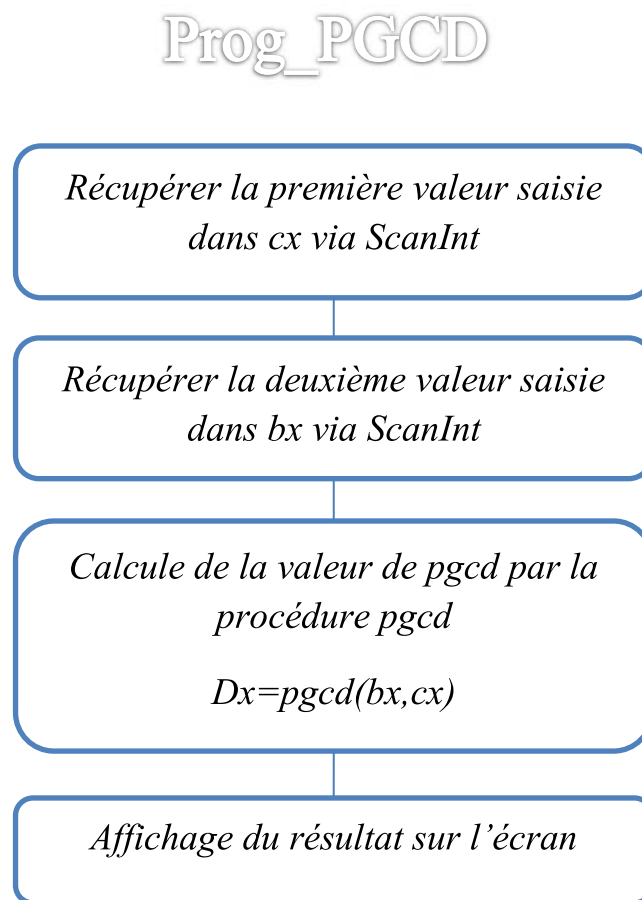 Prog_PGCD
Récupérer la première valeur saisie
dans cx via ScanInt
Récupérer la deuxième valeur saisie
dans bx via ScanInt
Calcule de la valeur de pgcd par la
procédure pgcd
Dx=pgcd(bx,cx)
Affichage du résultat sur l’écran